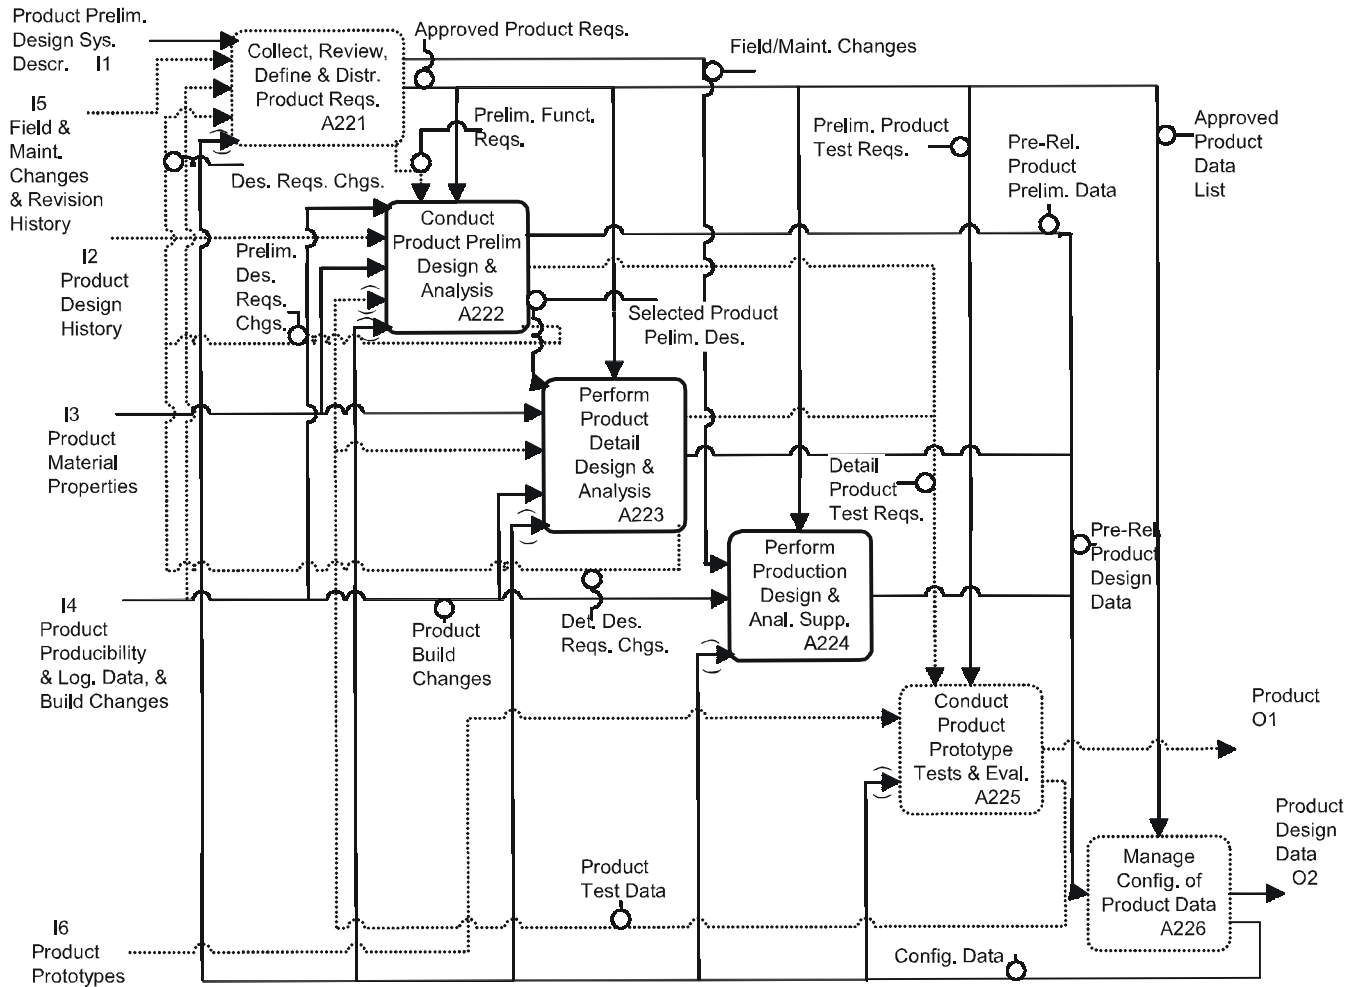 Product Prelim.
Design Sys.
Descr. I1
I5
Field &
Maint.
Changes
& Revision
History
I2
Product
Design
History
I3
Product
Material
Properties
I4
Product
Producibility
& Log. Data, &
Build Changes
I6
Product
Prototypes
Collect, Review,
Define & Distr.
Product Reqs.
A221
Approved Product Reqs.
Field/Maint. Changes
Prelim. Funct.
Reqs.
Des. Reqs. Chgs.
Prelim. Product
Test Reqs.
Pre-Rel.
Product
Prelim. Data
Approved
Product
Data
List
Conduct
Product Prelim
Design &
Analysis
A222
Prelim.
Des.
Reqs.
Chgs.
Selected Product
Pelim. Des.
Perform
Product
Detail
Design &
Analysis
A223
Detail
Product
Test Reqs.
Pre-Rel.
Product
Design
Data
Perform
Production
Design &
Anal. Supp.
A224
Product
Build
Changes
Det. Des.
Reqs. Chgs.
Conduct
Product
Prototype
Tests & Eval.
A225
Product
O1
Product
Design
Data
O2
Manage
Config. of
Product Data
A226
Product
Test Data
Config. Data